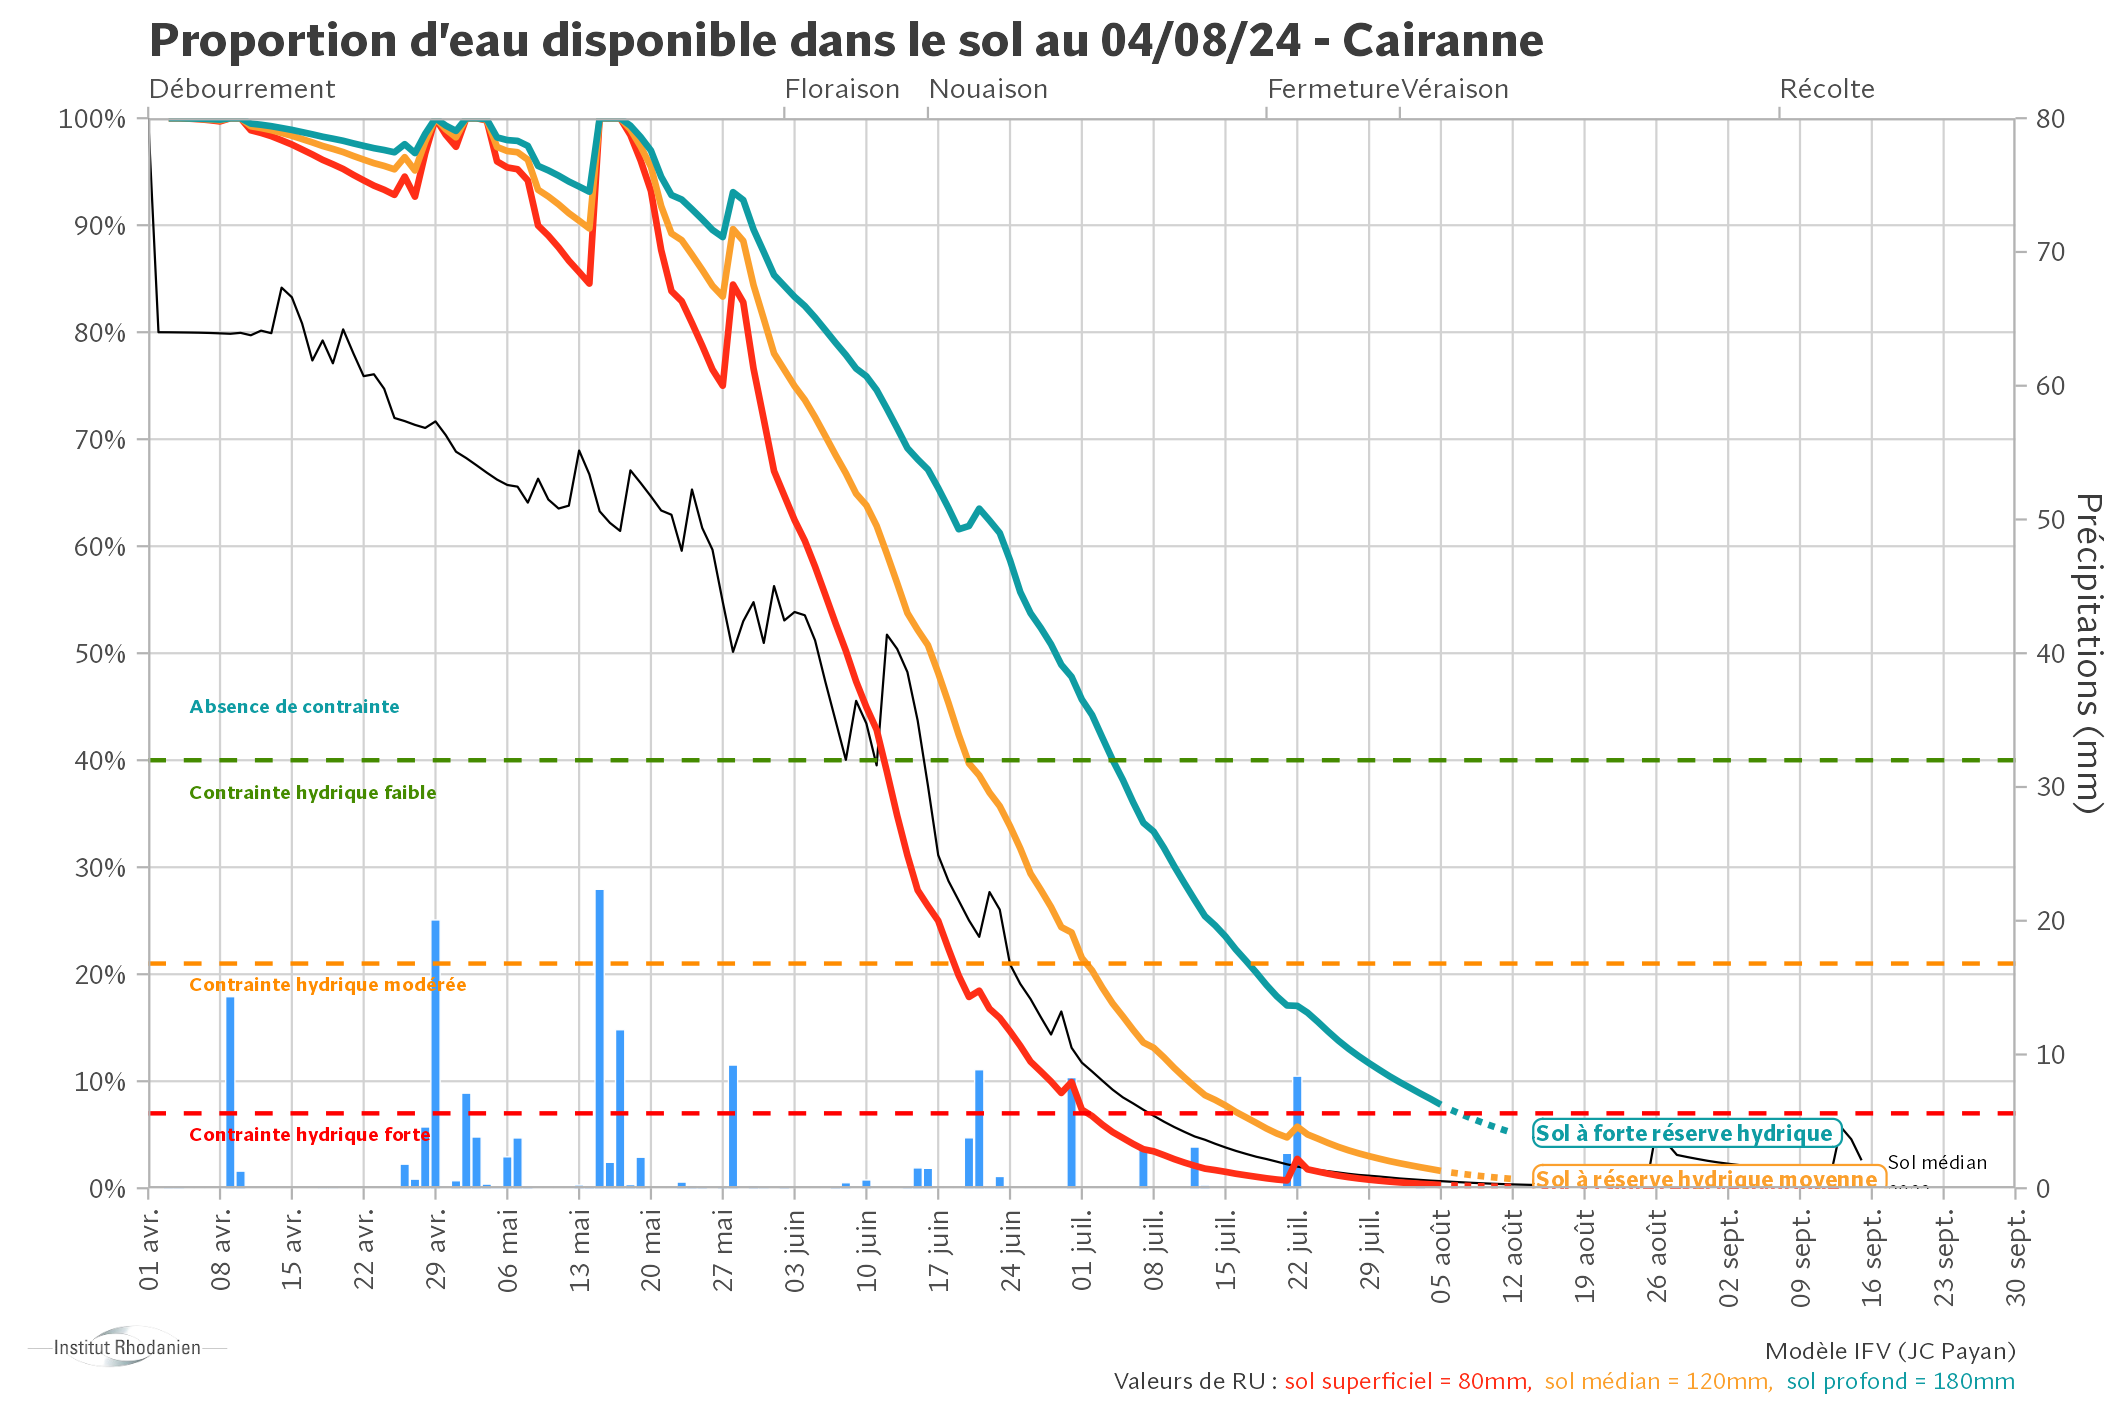 Proportion d'eau disponible dans le sol au 04/08/24 - Cairanne
Débourrement
Floraison
Nouaison
Fermeture
Véraison
Récolte
100%
90%
80%
70%
60%
50%
40%
30%
20%
10%
0%
80
70
60
50
40
30
20
10
0
Précipitations (mm)
Absence de contrainte
Contrainte hydrique faible
Contrainte hydrique modérée
Contrainte hydrique forte
Sol à forte réserve hydrique
Sol à réserve hydrique moyenne
Sol médian
01 avr.
08 avr.
15 avr.
22 avr.
29 avr.
06 mai
13 mai
20 mai
27 mai
03 juin
10 juin
17 juin
24 juin
01 juil.
08 juil.
15 juil.
22 juil.
29 juil.
05 août
12 août
19 août
26 août
02 sept.
09 sept.
16 sept.
23 sept.
30 sept.
Institut Rhodanien
Modèle IFV (JC Payan)
Valeurs de RU : sol superficiel = 80mm, sol médian = 120mm, sol profond = 180mm